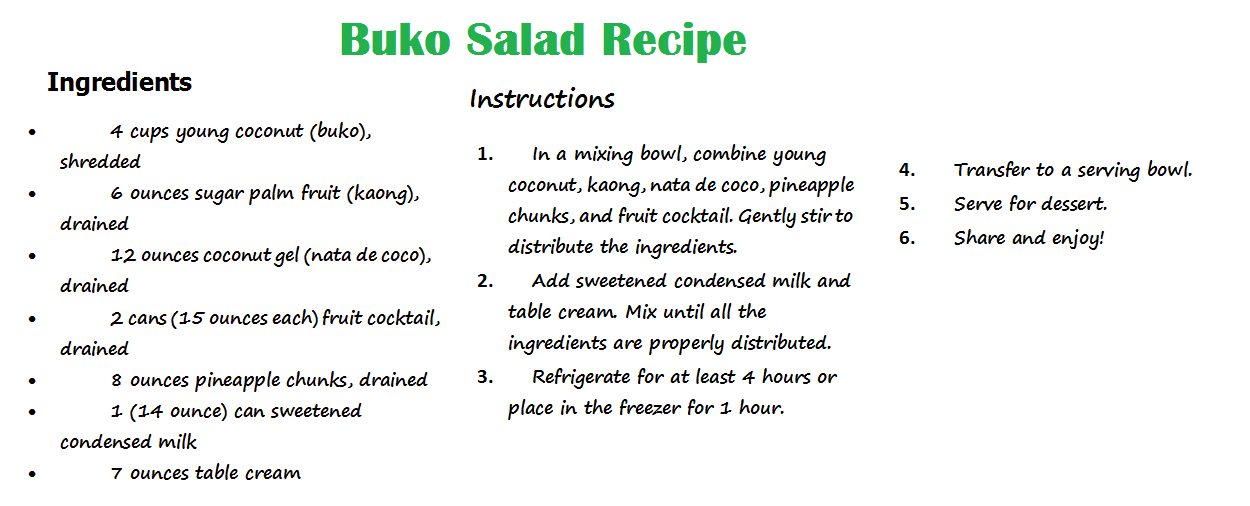 Buko Salad Recipe
Ingredients
• 4 cups young coconut (buko),
shredded
• 6 ounces sugar palm fruit (kaong),
drained
• 12 ounces coconut gel (nata de coco),
drained
• 2 cans (15 ounces each) fruit cocktail,
drained
• 8 ounces pineapple chunks, drained
• 1 (14 ounce) can sweetened
condensed milk
• 7 ounces table cream
Instructions
1. In a mixing bowl, combine young
coconut, kaong, nata de coco, pineapple
chunks, and fruit cocktail. Gently stir to
distribute the ingredients.
2. Add sweetened condensed milk and
table cream. Mix until all the
ingredients are properly distributed.
3. Refrigerate for at least 4 hours or
place in the freezer for 1 hour.
4. Transfer to a serving bowl.
5. Serve for dessert.
6. Share and enjoy!